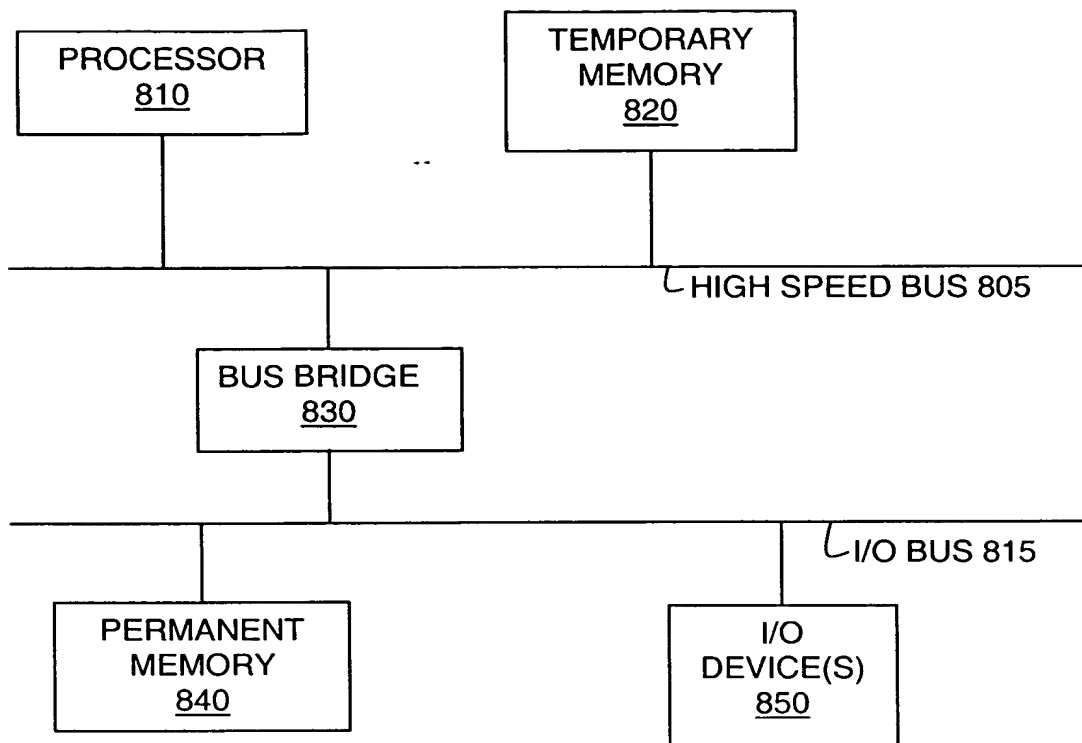 PROCESSOR
810
TEMPORARY
MEMORY
820
HIGH SPEED BUS 805
BUS BRIDGE
830
I/O BUS 815
PERMANENT
MEMORY
840
I/O
DEVICE(S)
850